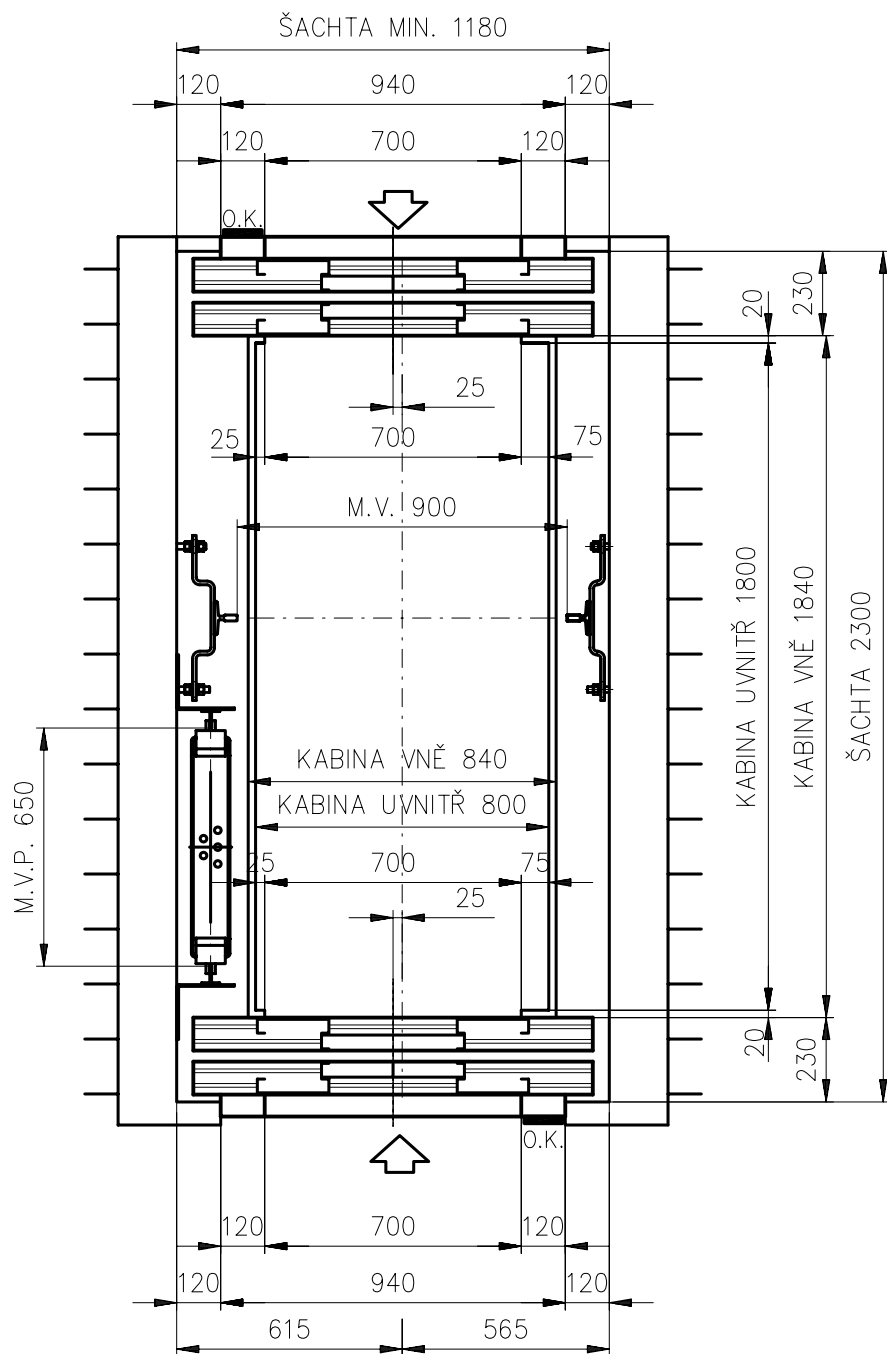 ŠACHTA MIN. 1180
120 940 120
120 700 120
O.K.
20 230
25
25 700 75
M.V. 900
KABINA UVNITŘ 1800
KABINA VNĚ 1840
ŠACHTA 2300
KABINA VNĚ 840
KABINA UVNITŘ 800
M.V.P. 650
25 700 75
25
20 230
O.K.
120 700 120
120 940 120
615 565